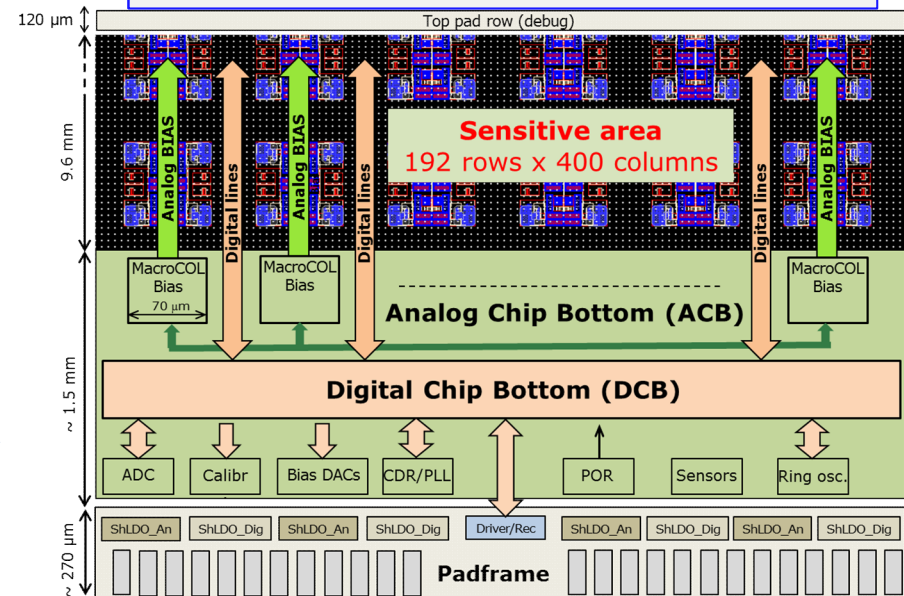 120 µm
Top pad row (debug)
9.6 mm
Analog BIAS
Digital lines
Analog BIAS
Digital lines
Sensitive area
192 rows x 400 columns
Digital lines
Analog BIAS
MacroCOL
Bias
70 µm
MacroCOL
Bias
MacroCOL
Bias
Analog Chip Bottom (ACB)
~ 1.5 mm
Digital Chip Bottom (DCB)
ADC
Calibr
Bias DACs
CDR/PLL
POR
Sensors
Ring osc.
~ 270 µm
ShLDO_An
ShLDO_Dig
ShLDO_An
ShLDO_Dig
Driver/Rec
ShLDO_An
ShLDO_Dig
ShLDO_An
ShLDO_Dig
Padframe